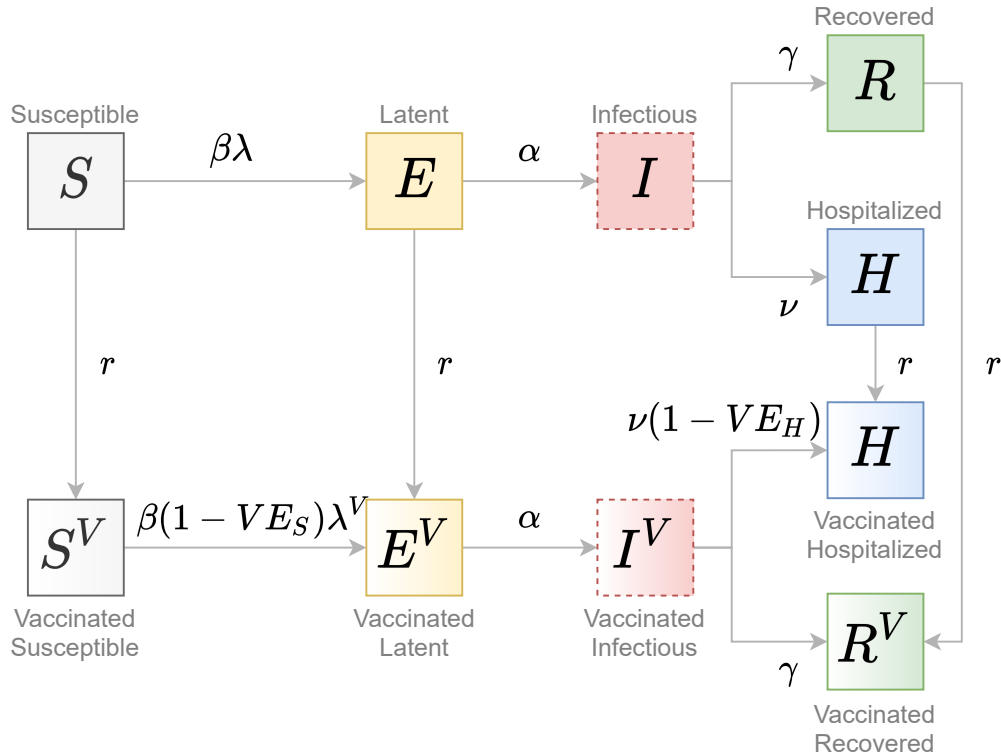 Recovered
γ
R
Susceptible
Latent
Infectious
βλ
α
S
E
I
Hospitalized
H
ν
r
r
r
r
ν(1 − VE_H)
H
β(1 − VE_S)λ^V
α
S^V
E^V
I^V
Vaccinated
Hospitalized
Vaccinated
Susceptible
Vaccinated
Latent
Vaccinated
Infectious
R^V
γ
Vaccinated
Recovered